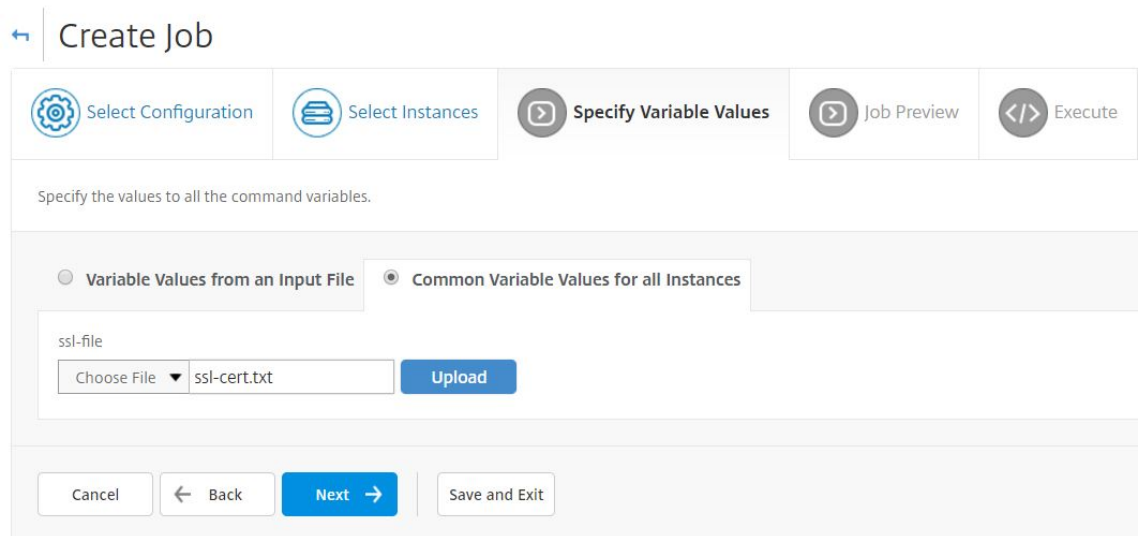 Create Job
Select Configuration
Select Instances
Specify Variable Values
Job Preview
</> Execute
Specify the values to all the command variables.
Variable Values from an Input File
Common Variable Values for all Instances
ssl-file
Choose File
ssl-cert.txt
Upload
Cancel
Back
Next
Save and Exit